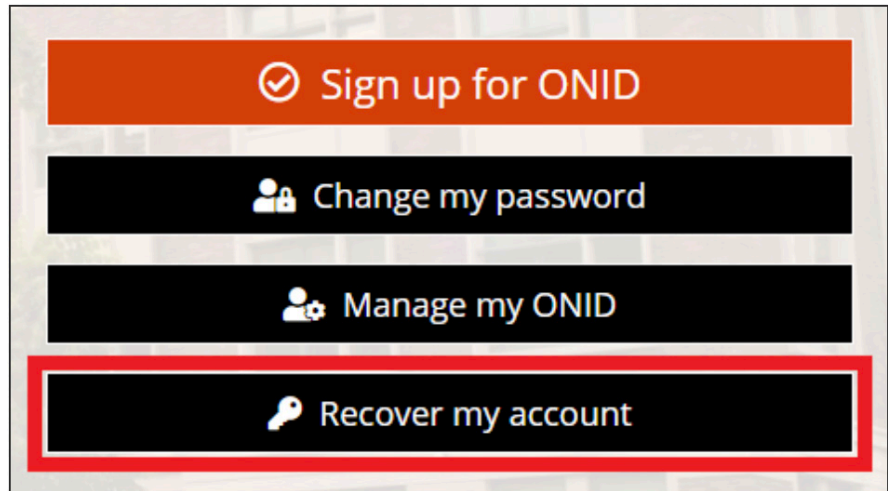 Sign up for ONID
Change my password
Manage my ONID
Recover my account